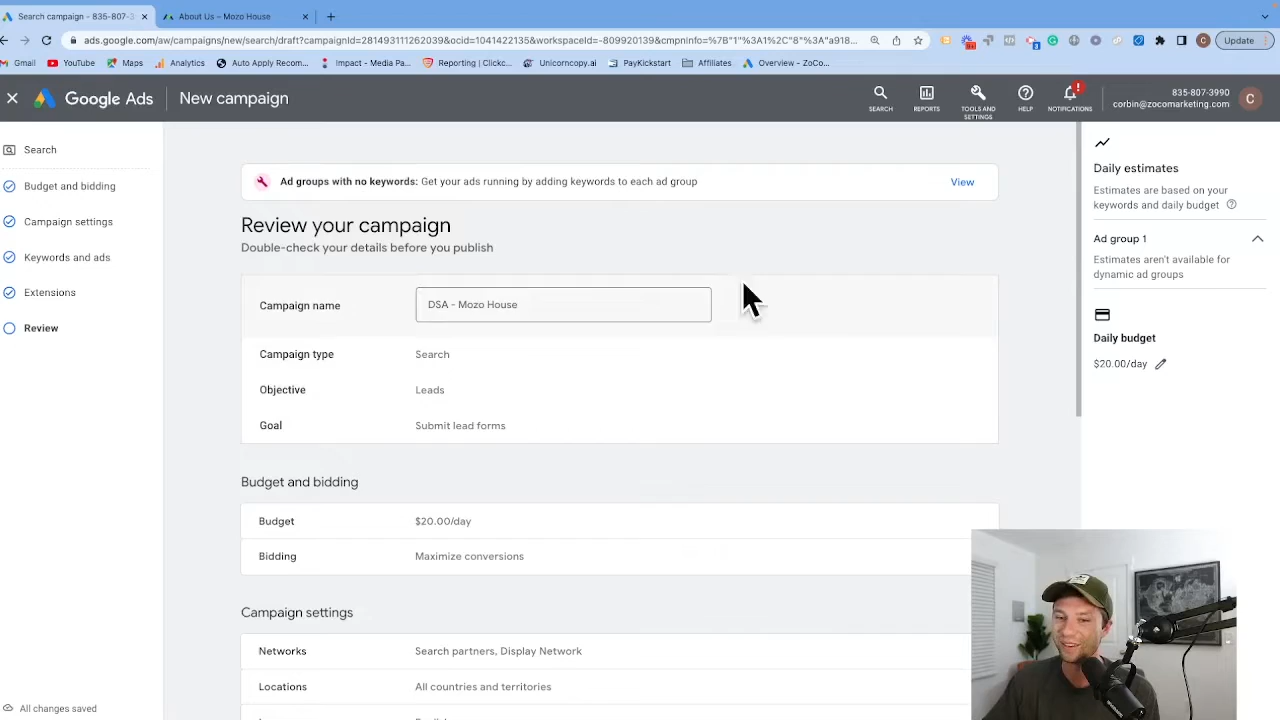 Search campaign - 835-807-3
About Us – Mozo House
ads.google.com/aw/campaigns/new/search/draft?campaignId=281493111262039&ocid=1041422135&workspaceId=-809920139&cmpnInfo=%7B"1"%3A1%2C"8"%3A"a918...
Update
Gmail
YouTube
Maps
Analytics
Auto Apply Recom...
Impact - Media Pa...
Reporting | Clickc...
Unicorncopy.ai
PayKickstart
Affiliates
Overview - ZoCo...
Google Ads
New campaign
SEARCH
REPORTS
TOOLS AND
SETTINGS
HELP
NOTIFICATIONS
835-807-3990
corbin@zocomarketing.com
C
Search
Budget and bidding
Campaign settings
Keywords and ads
Extensions
Review
All changes saved
Ad groups with no keywords: Get your ads running by adding keywords to each ad group
View
Review your campaign
Double-check your details before you publish
Campaign name
DSA - Mozo House
Campaign type
Search
Objective
Leads
Goal
Submit lead forms
Budget and bidding
Budget
$20.00/day
Bidding
Maximize conversions
Campaign settings
Networks
Search partners, Display Network
Locations
All countries and territories
Daily estimates
Estimates are based on your
keywords and daily budget
Ad group 1
Estimates aren't available for
dynamic ad groups
Daily budget
$20.00/day